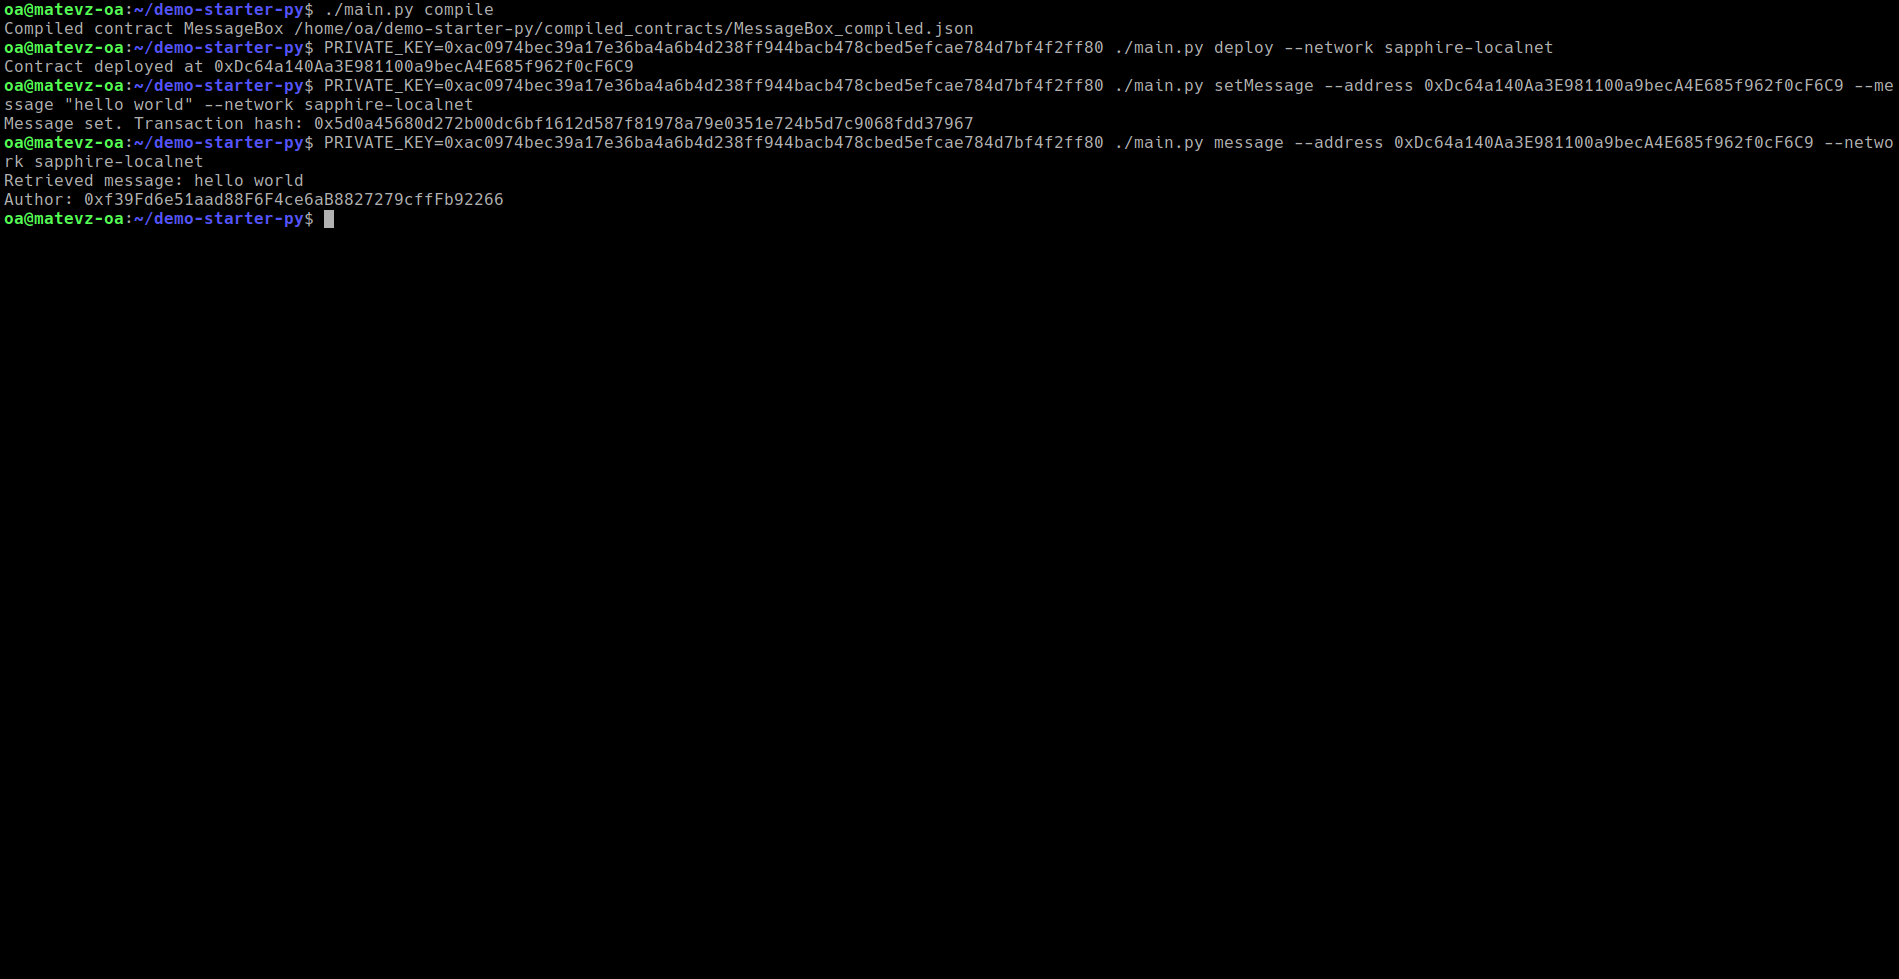 oa@matevz-oa:~/demo-starter-py$ ./main.py compile
Compiled contract MessageBox /home/oa/demo-starter-py/compiled_contracts/MessageBox_compiled.json
oa@matevz-oa:~/demo-starter-py$ PRIVATE_KEY=0xac0974bec39a17e36ba4a6b4d238ff944bacb478cbed5efcae784d7bf4f2ff80 ./main.py deploy --network sapphire-localnet
Contract deployed at 0xDc64a140Aa3E981100a9becA4E685f962f0cF6C9
oa@matevz-oa:~/demo-starter-py$ PRIVATE_KEY=0xac0974bec39a17e36ba4a6b4d238ff944bacb478cbed5efcae784d7bf4f2ff80 ./main.py setMessage --address 0xDc64a140Aa3E981100a9becA4E685f962f0cF6C9 --me
ssage "hello world" --network sapphire-localnet
Message set. Transaction hash: 0x5d0a45680d272b00dc6bf1612d587f81978a79e0351e724b5d7c9068fdd37967
oa@matevz-oa:~/demo-starter-py$ PRIVATE_KEY=0xac0974bec39a17e36ba4a6b4d238ff944bacb478cbed5efcae784d7bf4f2ff80 ./main.py message --address 0xDc64a140Aa3E981100a9becA4E685f962f0cF6C9 --netwo
rk sapphire-localnet
Retrieved message: hello world
Author: 0xf39Fd6e51aad88F6F4ce6aB8827279cffFb92266
oa@matevz-oa:~/demo-starter-py$